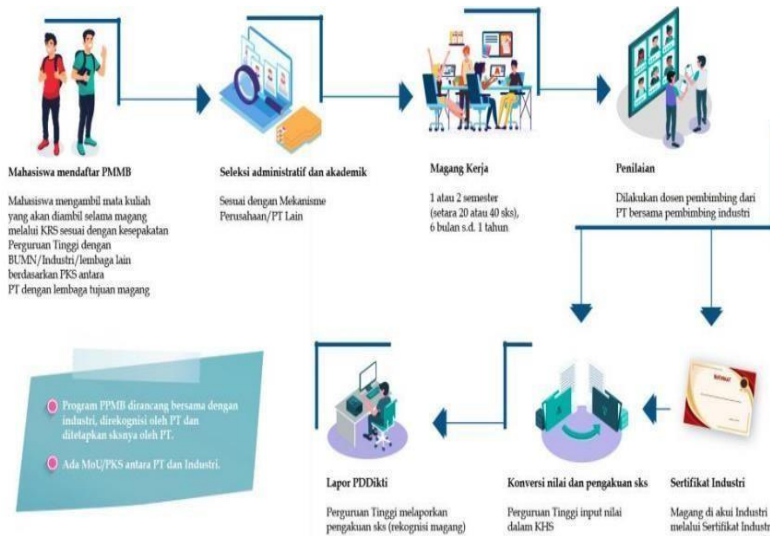 Mahasiswa mendaftar PMMB
Mahasiswa mengambil mata kuliah
yang akan diambil selama magang
melalui KRS sesuai dengan kesepakatan
Perguruan Tinggi dengan
BUMN/Industri/lembaga lain
berdasarkan PKS antara
PT dengan lembaga tujuan magang
Seleksi administratif dan akademik
Sesuai dengan Mekanisme
Perusahaan/PT Lain
Magang Kerja
1 atau 2 semester
(setara 20 atau 40 sks),
6 bulan s.d. 1 tahun
Penilaian
Dilakukan dosen pembimbing dari
PT bersama pembimbing industri
Program PPMB dirancang bersama dengan
industri, direkognisi oleh PT dan
ditetapkan sksnya oleh PT.
Ada MoU/PKS antara PT dan Industri.
Lapor PDDikti
Perguruan Tinggi melaporkan
pengakuan sks (rekognisi magang)
Konversi nilai dan pengakuan sks
Perguruan Tinggi input nilai
dalam KHS
Sertifikat Industri
Magang di akui Industri
melalui Sertifikat Industr